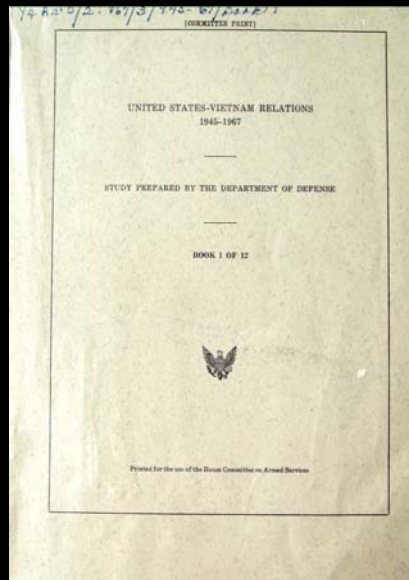 [COMMITTEE PRINT]
UNITED STATES-VIETNAM RELATIONS
1945–1967
STUDY PREPARED BY THE DEPARTMENT OF DEFENSE
BOOK 1 OF 12
Printed for the use of the House Committee on Armed Services